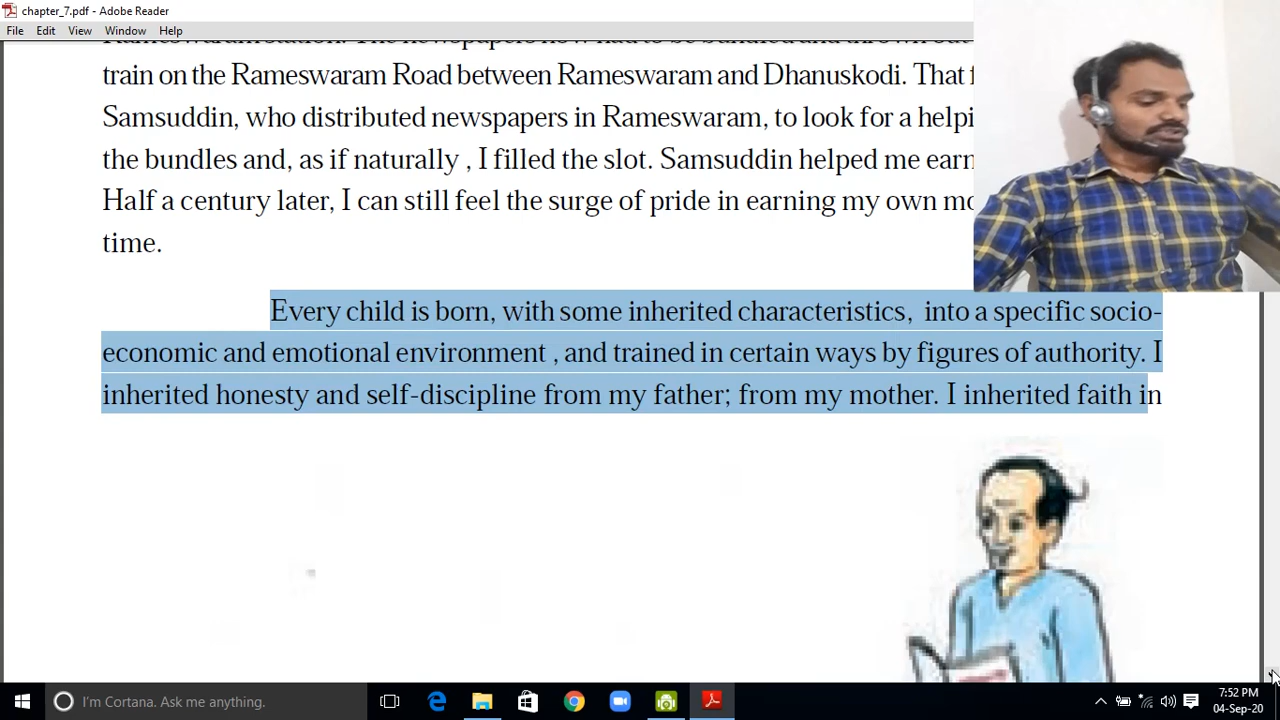 chapter_7.pdf - Adobe Reader
File Edit View Window Help
train on the Rameswaram Road between Rameswaram and Dhanuskodi. That
Samsuddin, who distributed newspapers in Rameswaram, to look for a
the bundles and, as if naturally , I filled the slot. Samsuddin helped me earn
Half a century later, I can still feel the surge of pride in earning my own
time.
Every child is born, with some inherited characteristics, into a specific socio-
economic and emotional environment , and trained in certain ways by figures of authority. I
inherited honesty and self-discipline from my father; from my mother. I inherited faith in
I'm Cortana. Ask me anything.
7:52 PM
04-Sep-20